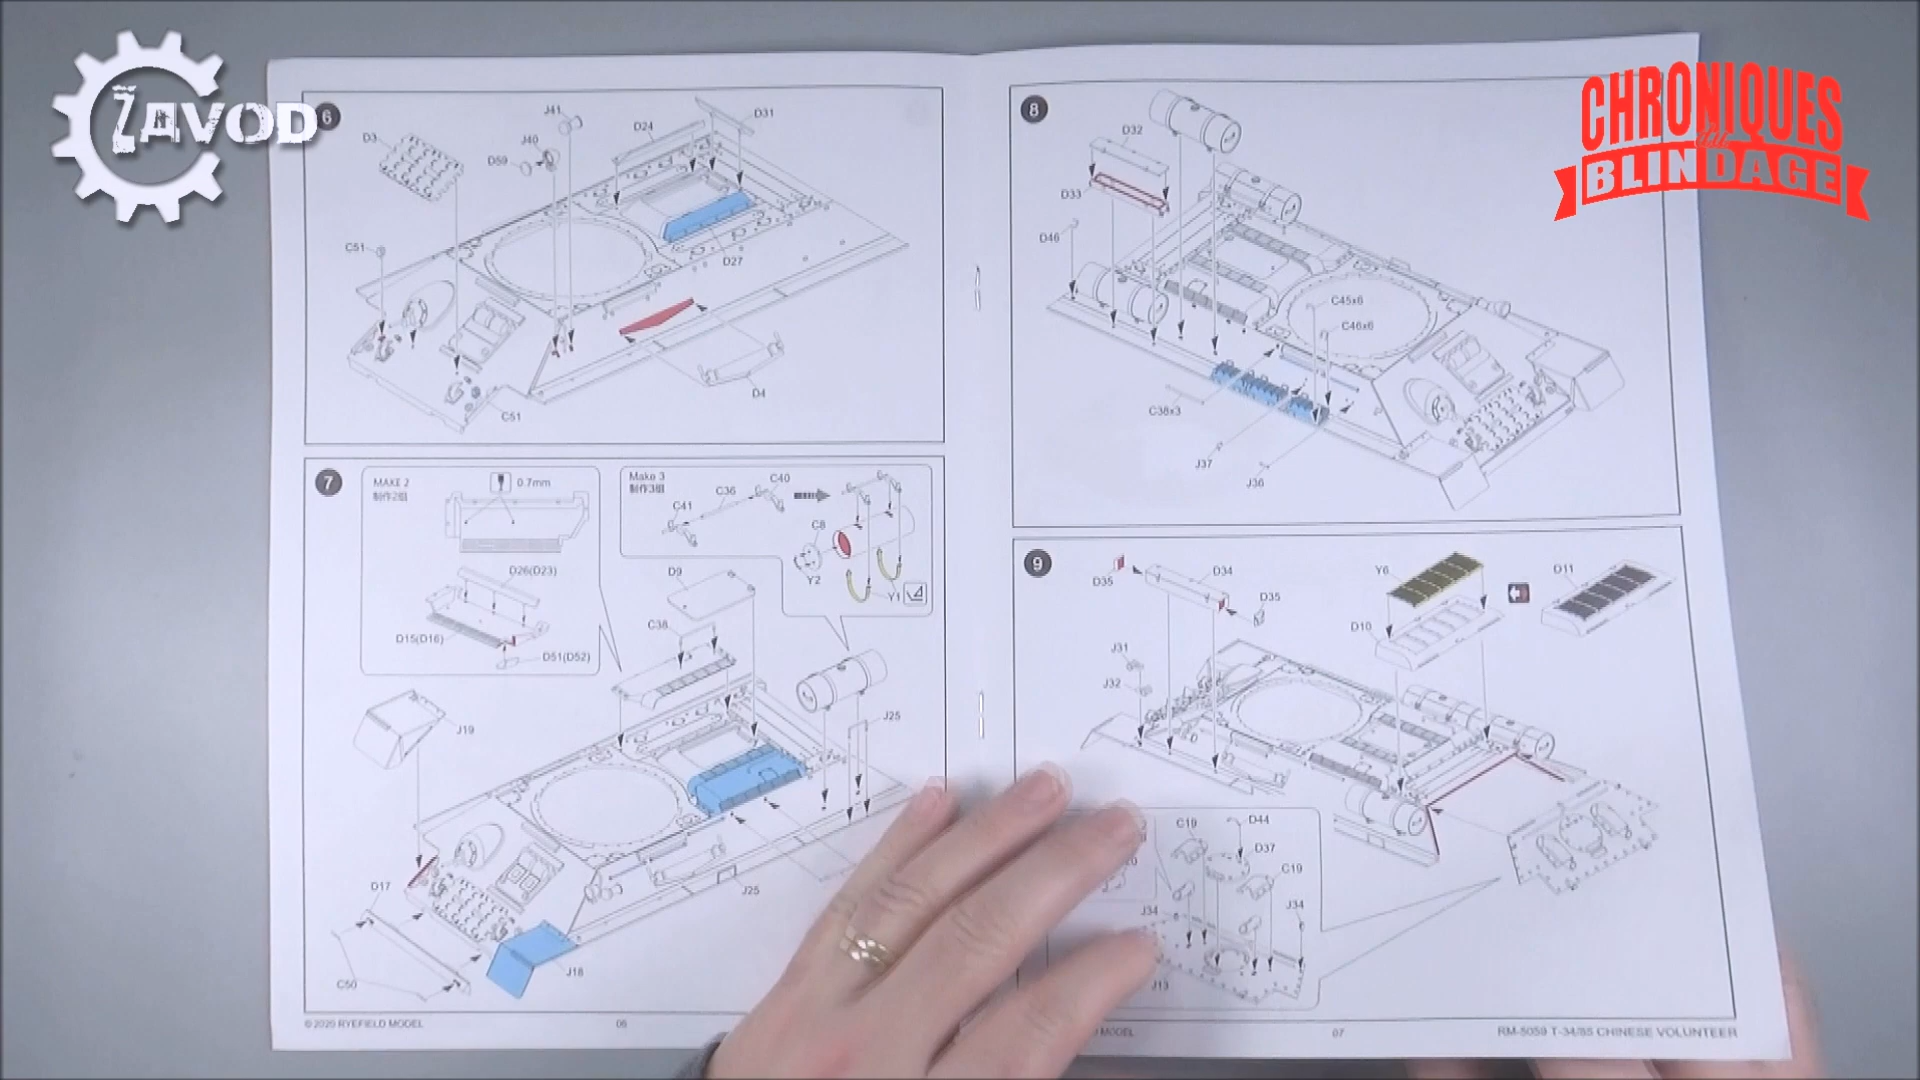 ZAVOD
CHRONIQUES
du
BLINDAGE
6
D3
J41
J40
D59
D24
D31
C51
D27
D4
C51
7
MAKE 2
制作2组
0.7mm
D26(D23)
D15(D16)
D51(D52)
Make 3
制作3组
C41
C36
C40
C8
Y2
Y1
D9
C38
J25
J19
D17
J25
C50
J18
© 2020 RYEFIELD MODEL
06
8
D32
D33
D46
C45x6
C46x6
C38x3
J37
J36
9
D35
D34
D35
Y6
D11
D10
J31
J32
C19
D44
D37
C19
J34
J34
J13
MODEL
07
RM-5059 T-34/85 CHINESE VOLUNTEER